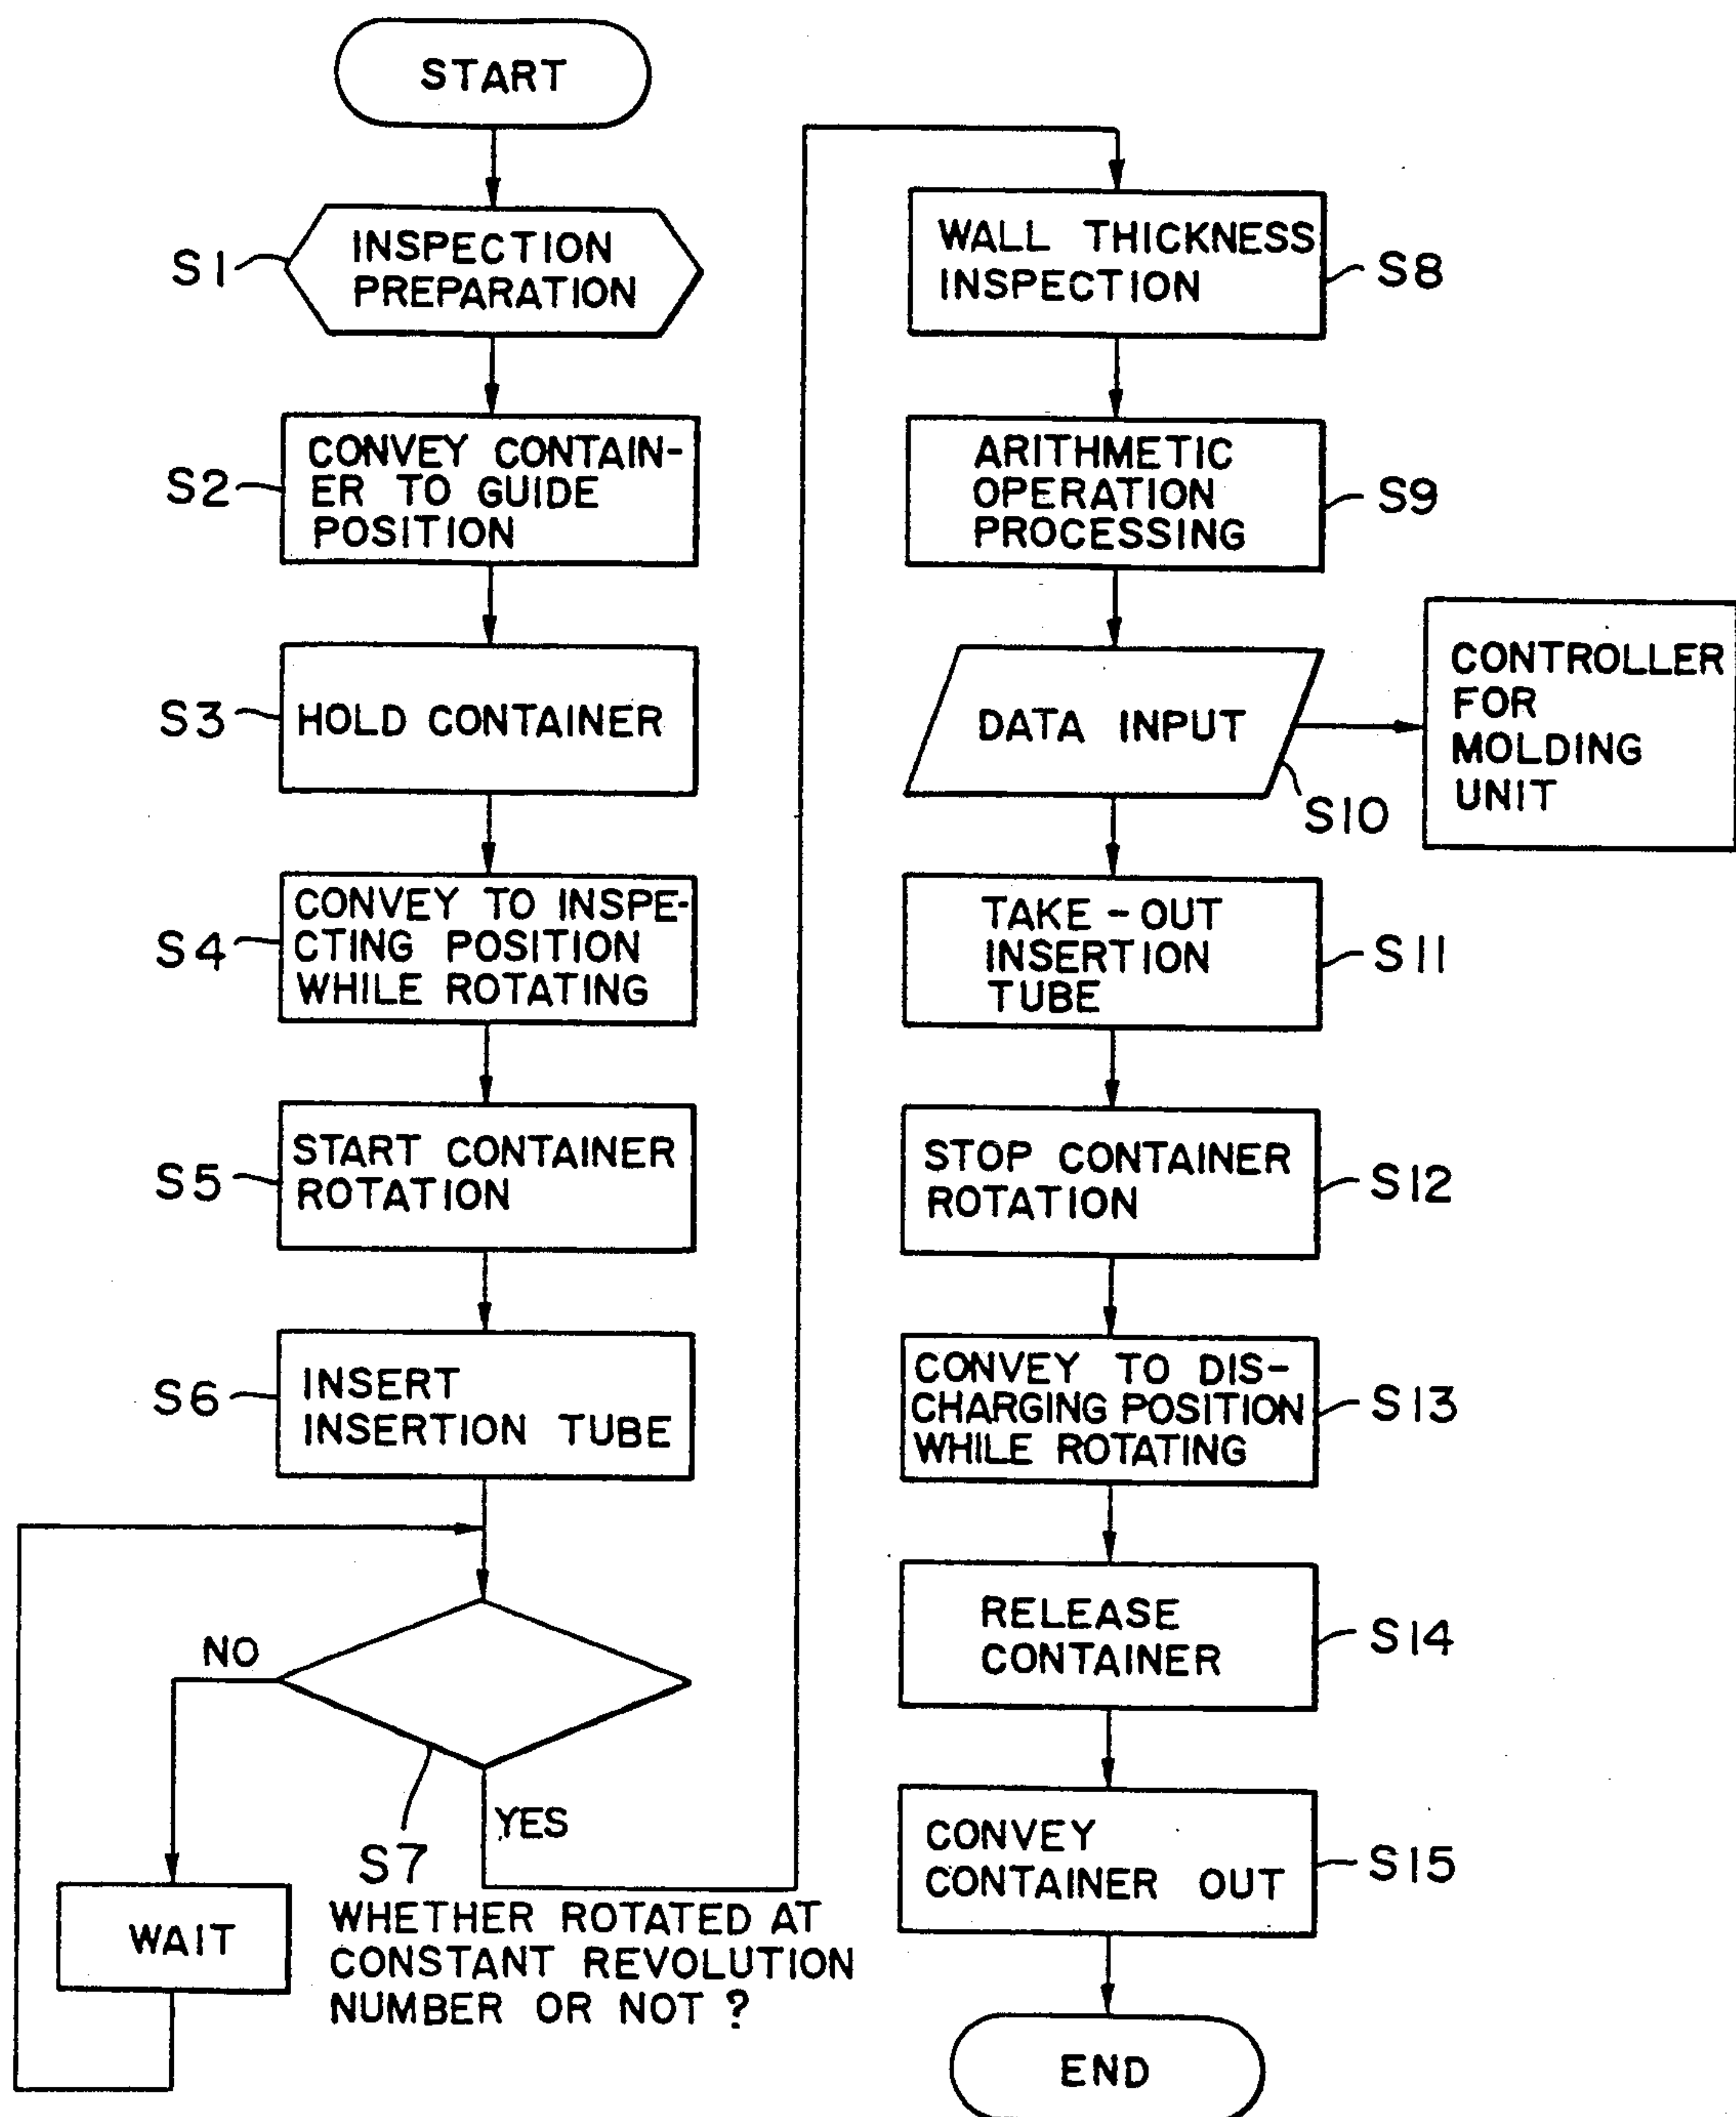 START
S1
INSPECTION
PREPARATION
S2
CONVEY CONTAIN-
ER TO GUIDE
POSITION
S3
HOLD CONTAINER
S4
CONVEY TO INSPE-
CTING POSITION
WHILE ROTATING
S5
START CONTAINER
ROTATION
S6
INSERT
INSERTION TUBE
NO
YES
S7
WHETHER ROTATED AT
CONSTANT REVOLUTION
NUMBER OR NOT ?
WAIT
WALL THICKNESS
INSPECTION
S8
ARITHMETIC
OPERATION
PROCESSING
S9
DATA INPUT
S10
CONTROLLER
FOR
MOLDING
UNIT
TAKE-OUT
INSERTION
TUBE
S11
STOP CONTAINER
ROTATION
S12
CONVEY TO DIS-
CHARGING POSITION
WHILE ROTATING
S13
RELEASE
CONTAINER
S14
CONVEY
CONTAINER OUT
S15
END